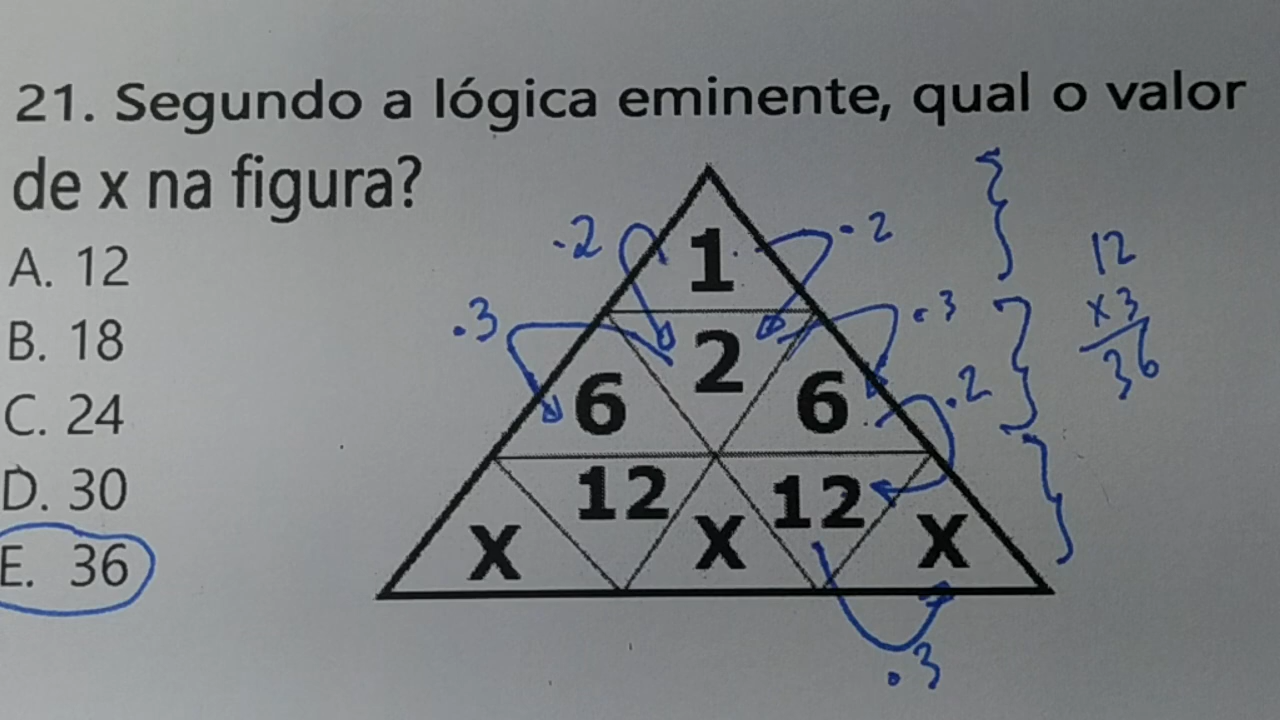 21. Segundo a lógica eminente, qual o valor
de x na figura?
A. 12
B. 18
C. 24
D. 30
E. 36
.2
1
.2
.3
2
.3
6
6
.2
12
12
X
X
X
.3
12
x3
36